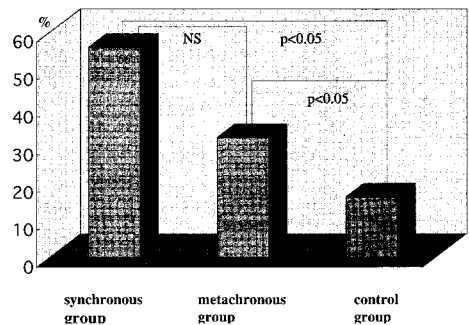 %
60
50
40
30
20
10
0
NS
p<0.05
p<0.05
synchronous group
metachronous group
control group